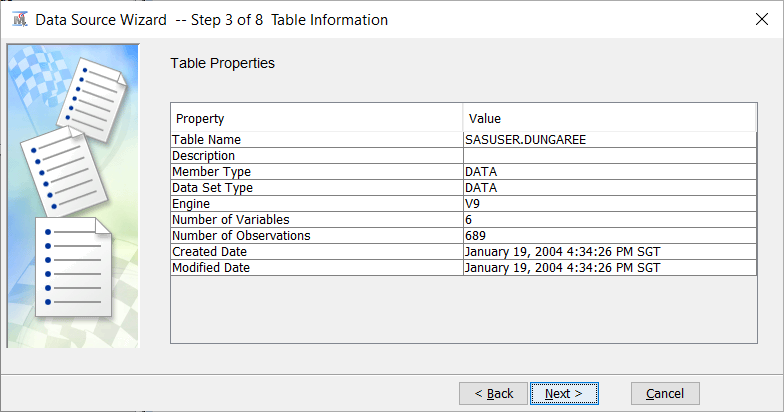 Data Source Wizard -- Step 3 of 8 Table Information
Table Properties
Property Value
Table Name SASUSER.DUNGAREE
Description
Member Type DATA
Data Set Type DATA
Engine V9
Number of Variables 6
Number of Observations 689
Created Date January 19, 2004 4:34:26 PM SGT
Modified Date January 19, 2004 4:34:26 PM SGT
< Back Next > Cancel